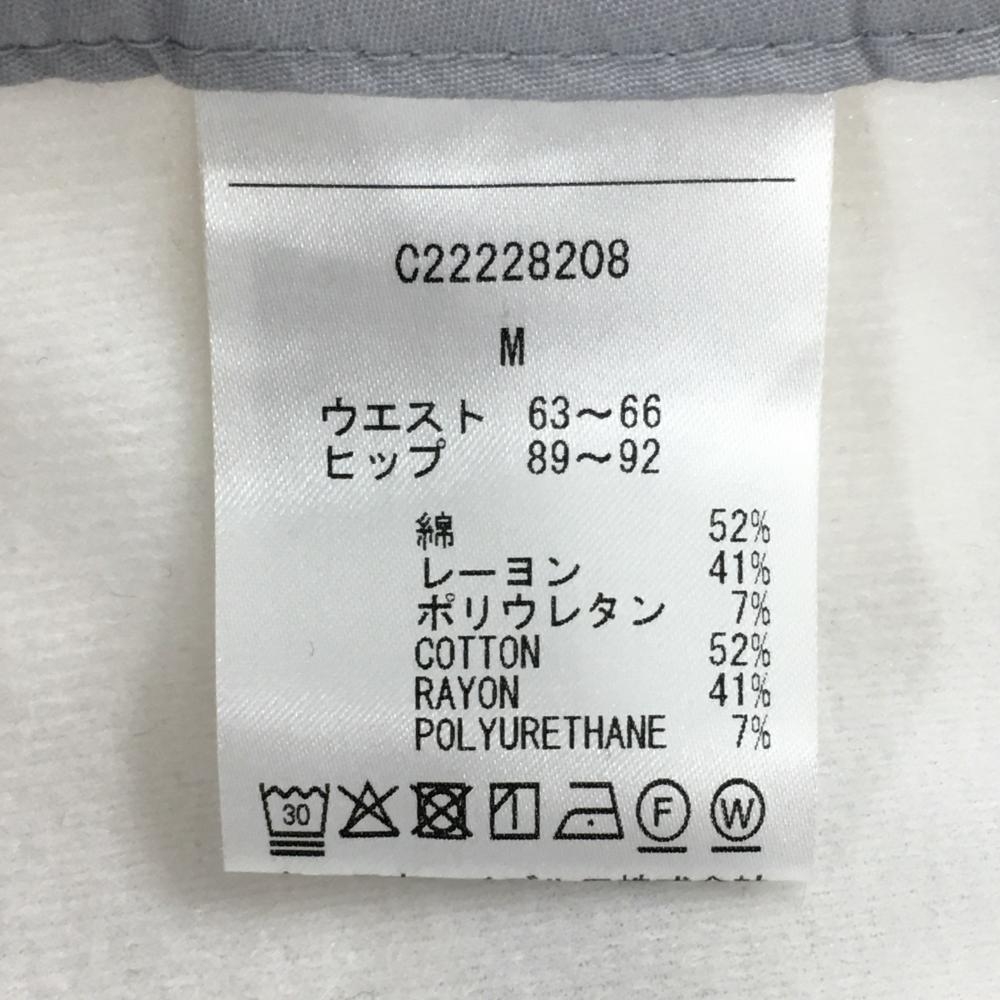 C22228208
M
ウエスト 63～66
ヒップ 89～92
綿 52%
レーヨン 41%
ポリウレタン 7%
COTTON 52%
RAYON 41%
POLYURETHANE 7%
30 F W